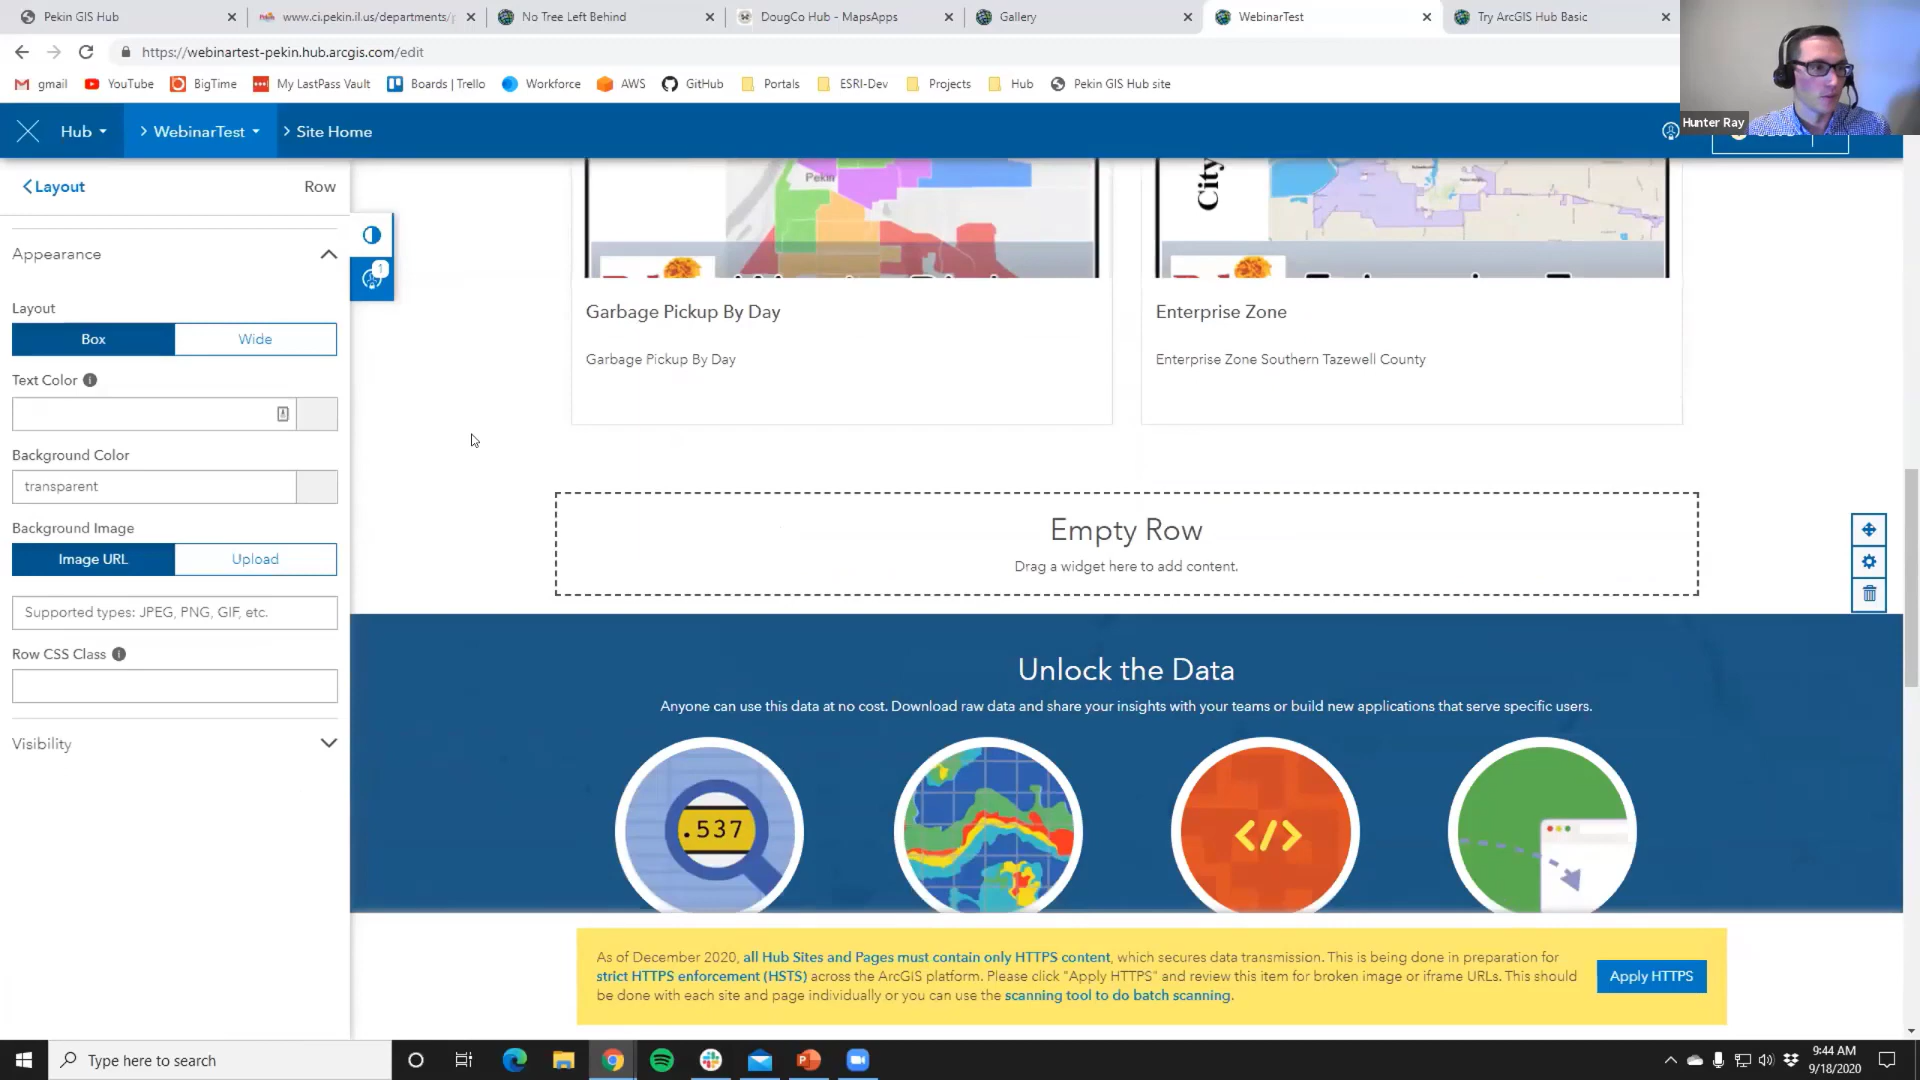 Pekin GIS Hub
www.ci.pekin.il.us/departments/
No Tree Left Behind
DougCo Hub - MapsApps
Gallery
WebinarTest
Try ArcGIS Hub Basic
https://webinartest-pekin.hub.arcgis.com/edit
gmail
YouTube
BigTime
My LastPass Vault
Boards | Trello
Workforce
AWS
GitHub
Portals
ESRI-Dev
Projects
Hub
Pekin GIS Hub site
Hunter Ray
Hub
WebinarTest
Site Home
Layout
Row
Appearance
Layout
Box
Wide
Text Color
Background Color
transparent
Background Image
Image URL
Upload
Supported types: JPEG, PNG, GIF, etc.
Row CSS Class
Visibility
1
Pekin
City
Garbage Pickup By Day
Garbage Pickup By Day
Enterprise Zone
Enterprise Zone Southern Tazewell County
Empty Row
Drag a widget here to add content.
Unlock the Data
Anyone can use this data at no cost. Download raw data and share your insights with your teams or build new applications that serve specific users.
.537
</>
As of December 2020, all Hub Sites and Pages must contain only HTTPS content, which secures data transmission. This is being done in preparation for
strict HTTPS enforcement (HSTS) across the ArcGIS platform. Please click "Apply HTTPS" and review this item for broken image or iframe URLs. This should
be done with each site and page individually or you can use the scanning tool to do batch scanning.
Apply HTTPS
Type here to search
9:44 AM
9/18/2020